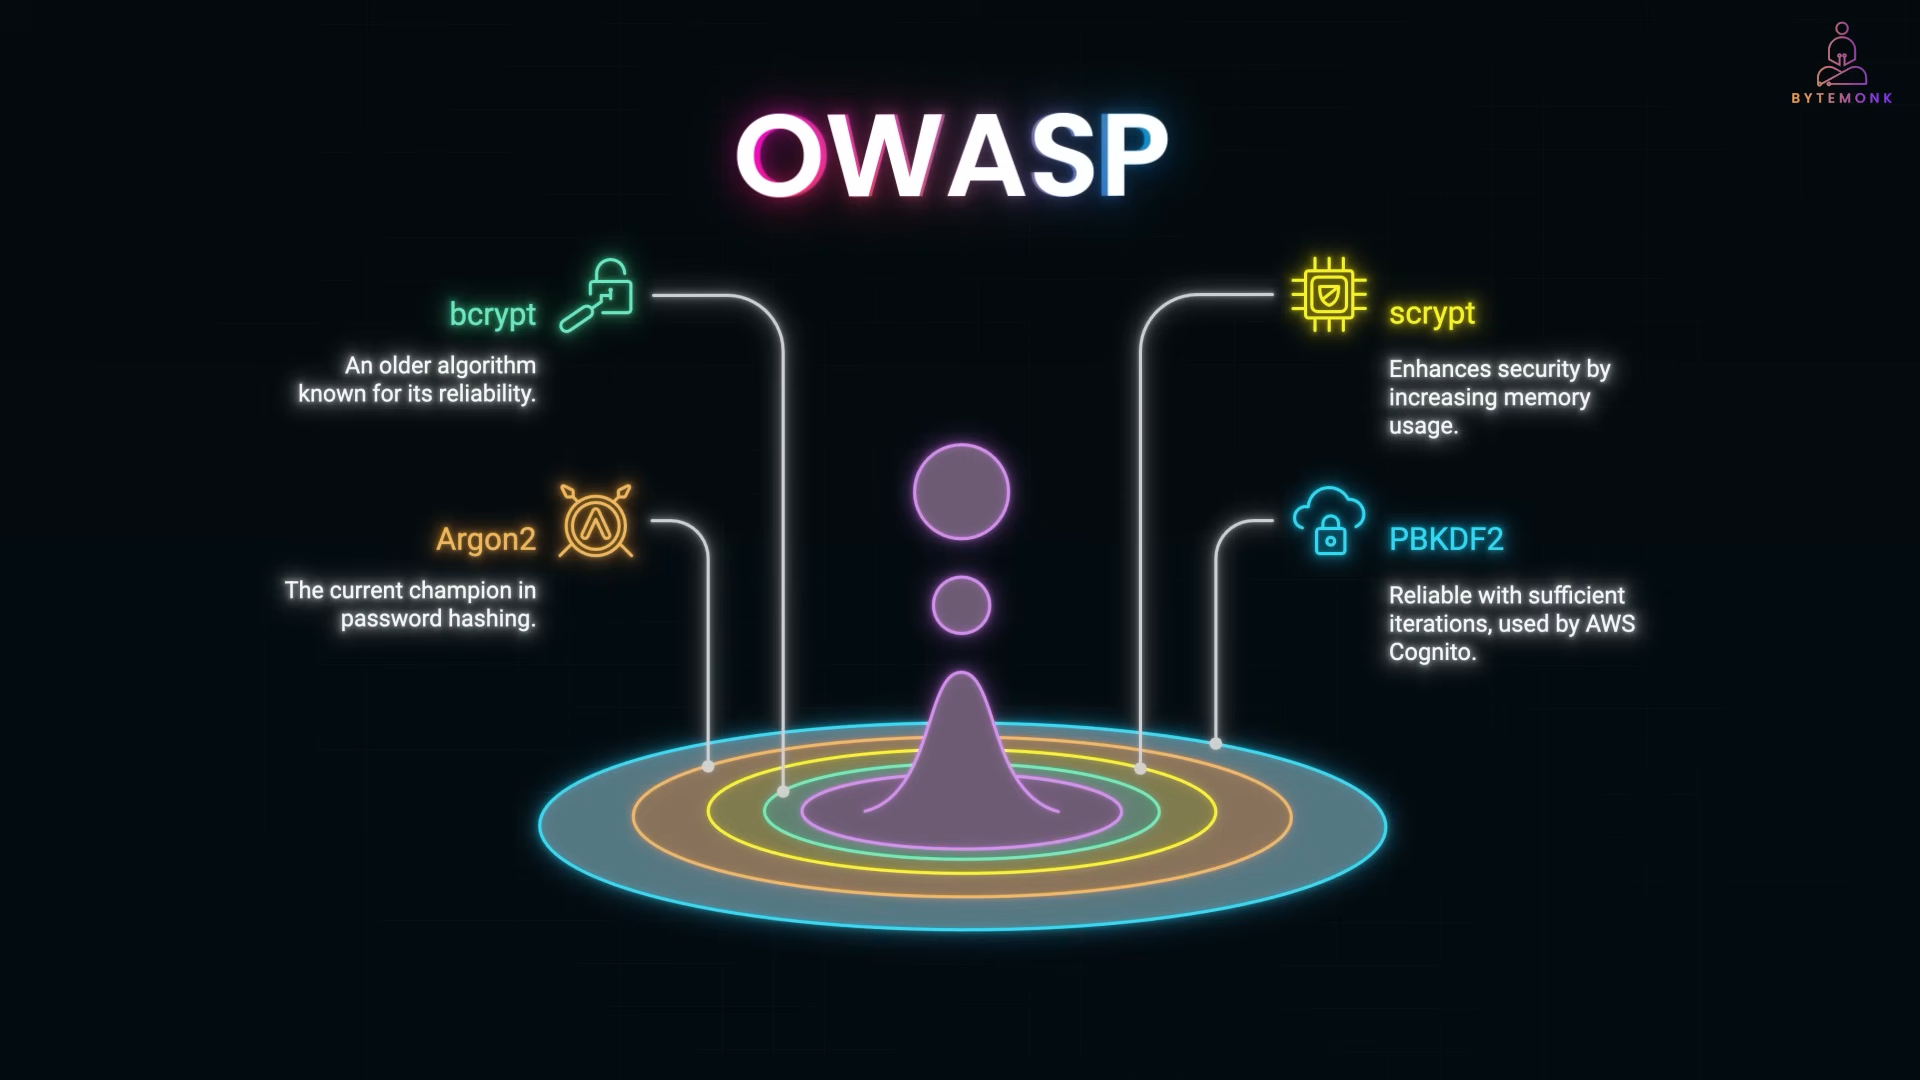 BYTEMONK
OWASP
bcrypt
An older algorithm
known for its reliability.
scrypt
Enhances security by
increasing memory
usage.
Argon2
The current champion in
password hashing.
PBKDF2
Reliable with sufficient
iterations, used by AWS
Cognito.